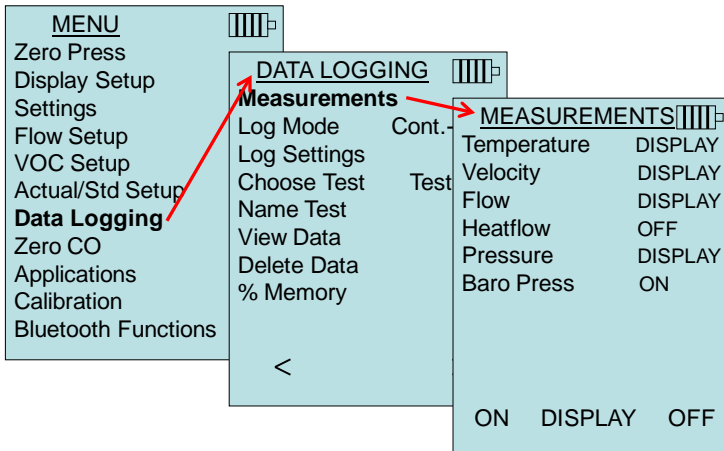 MENU
Zero Press
Display Setup
Settings
Flow Setup
VOC Setup
Actual/Std Setup
Data Logging
Zero CO
Applications
Calibration
Bluetooth Functions
DATA LOGGING
Measurements
Log Mode Cont.-
Log Settings
Choose Test Test
Name Test
View Data
Delete Data
% Memory
<
MEASUREMENTS
Temperature DISPLAY
Velocity DISPLAY
Flow DISPLAY
Heatflow OFF
Pressure DISPLAY
Baro Press ON
ON DISPLAY OFF